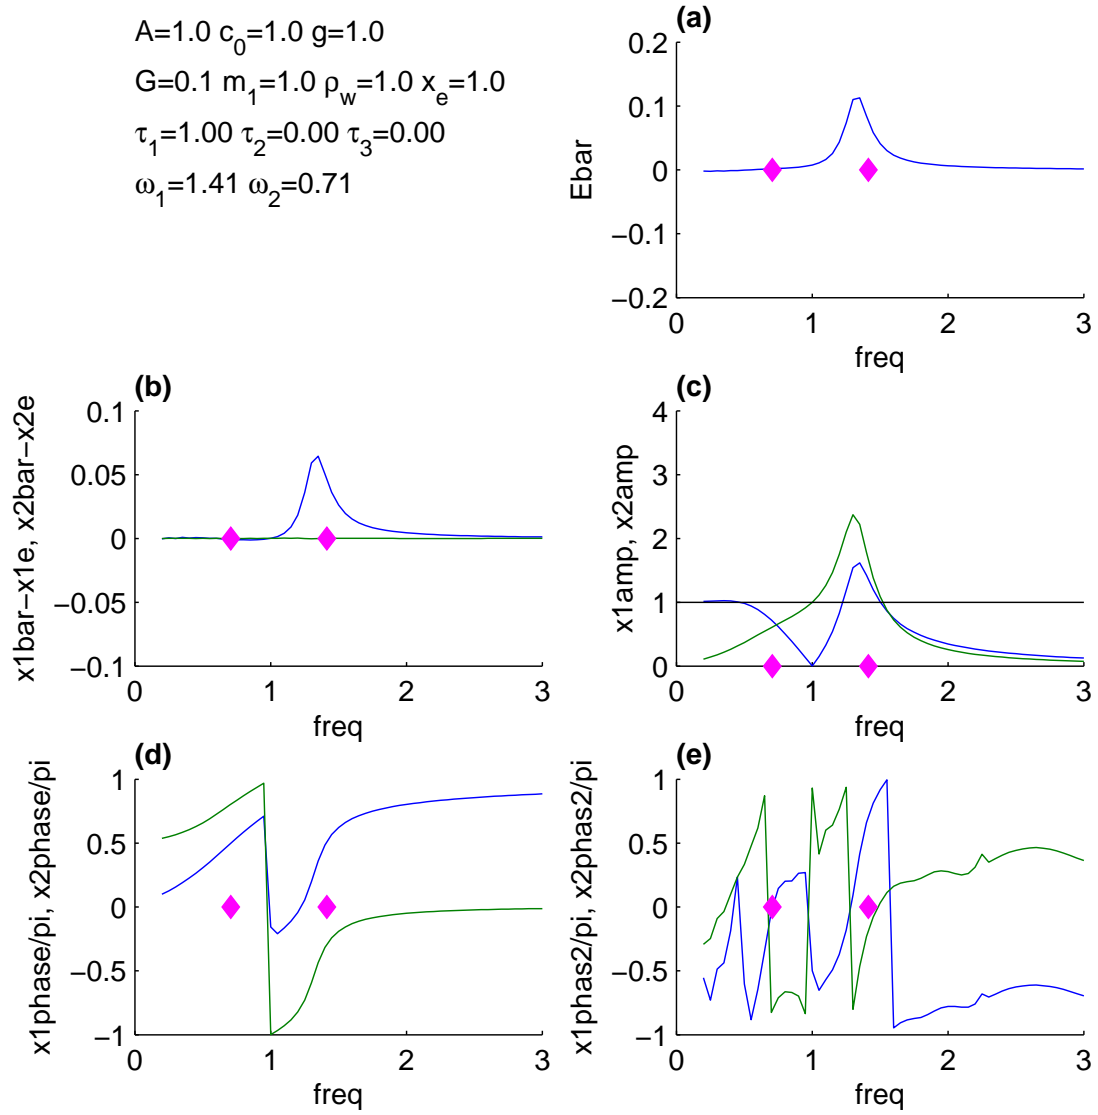 A=1.0 c₀=1.0 g=1.0
G=0.1 m₁=1.0 ρ_w=1.0 x_e=1.0
τ₁=1.00 τ₂=0.00 τ₃=0.00
ω₁=1.41 ω₂=0.71
(a)
0.2
0.1
0
−0.1
−0.2
Ebar
0 1 2 3
freq
(b)
0.1
0.05
0
−0.05
−0.1
x1bar−x1e, x2bar−x2e
0 1 2 3
freq
(c)
4
3
2
1
0
x1amp, x2amp
0 1 2 3
freq
(d)
1
0.5
0
−0.5
−1
x1phase/pi, x2phase/pi
0 1 2 3
freq
(e)
1
0.5
0
−0.5
−1
x1phas2/pi, x2phas2/pi
0 1 2 3
freq